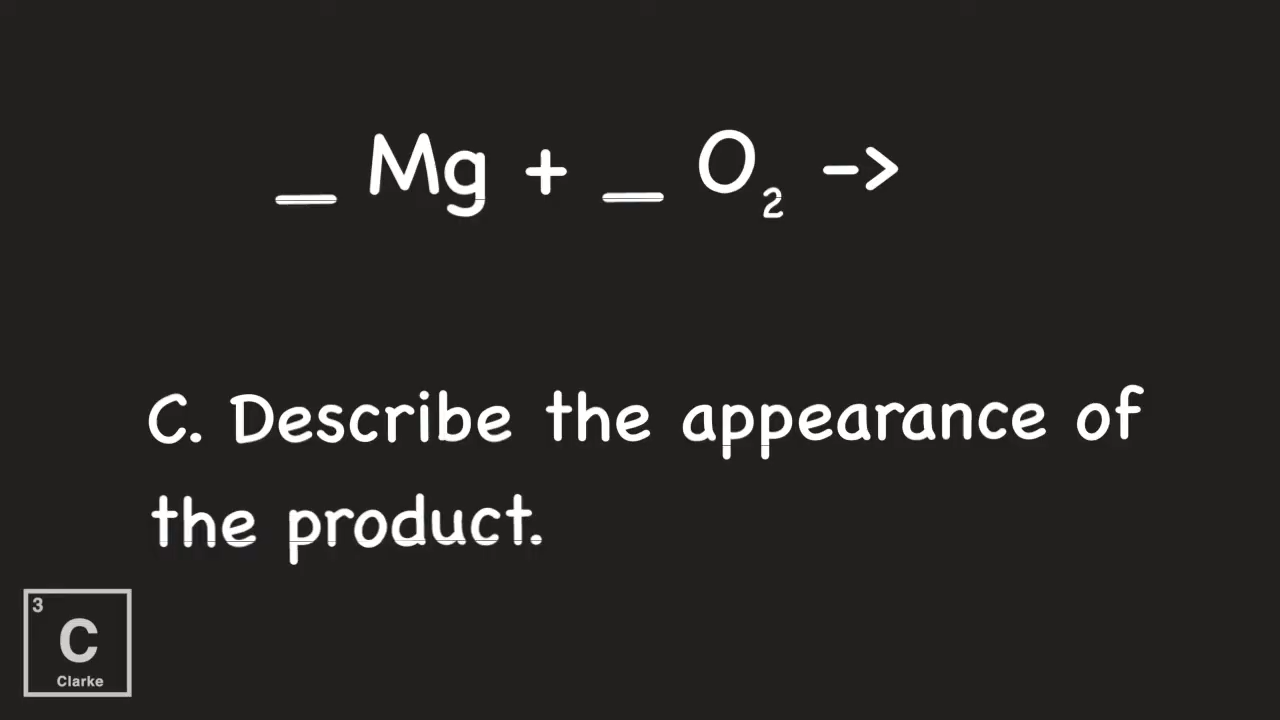 _ Mg + _ O₂ ->
C. Describe the appearance of
the product.
3
C
Clarke